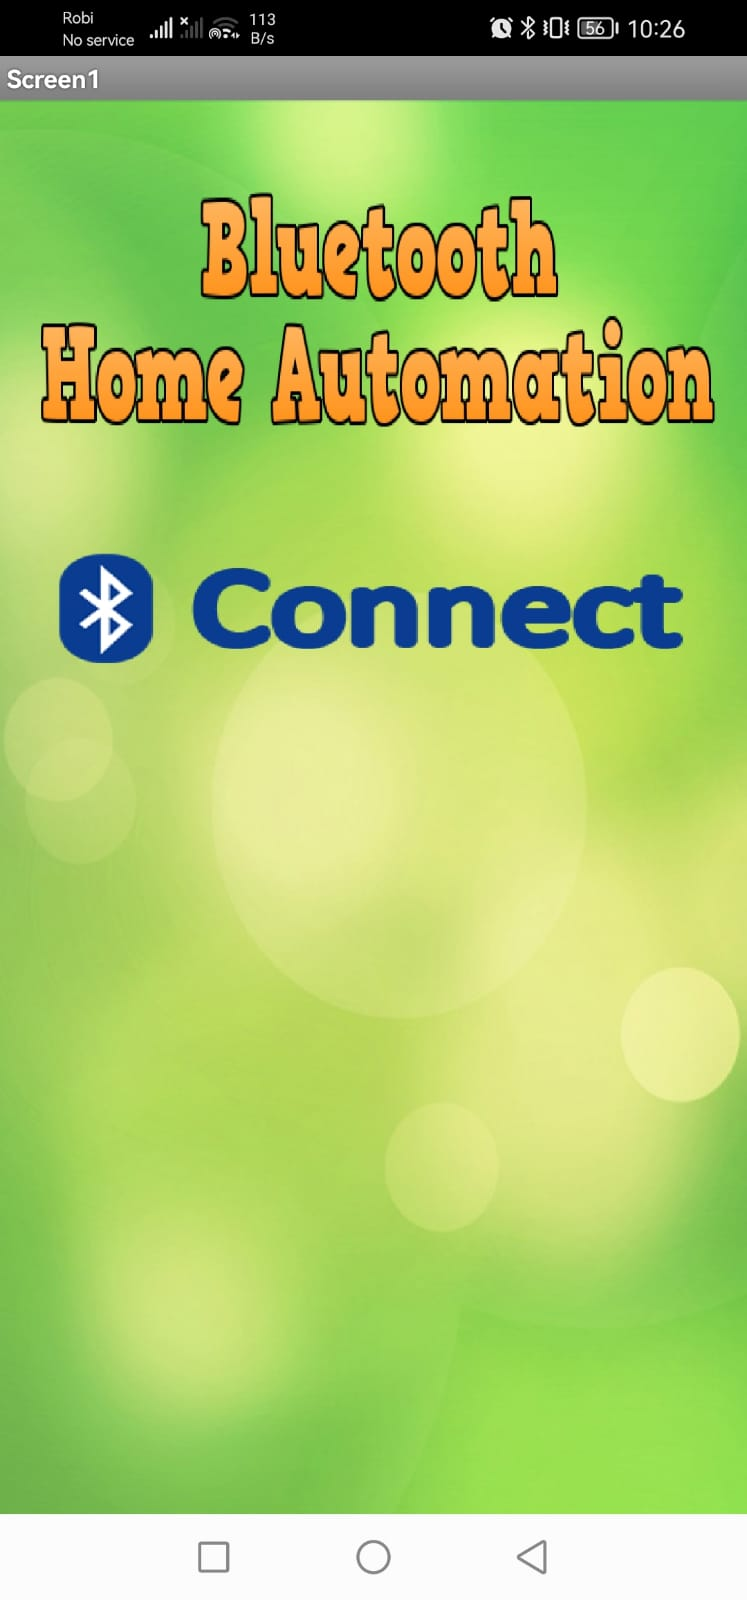 Robi
No service
113
B/s
56
10:26
Screen1
Bluetooth
Home Automation
Connect